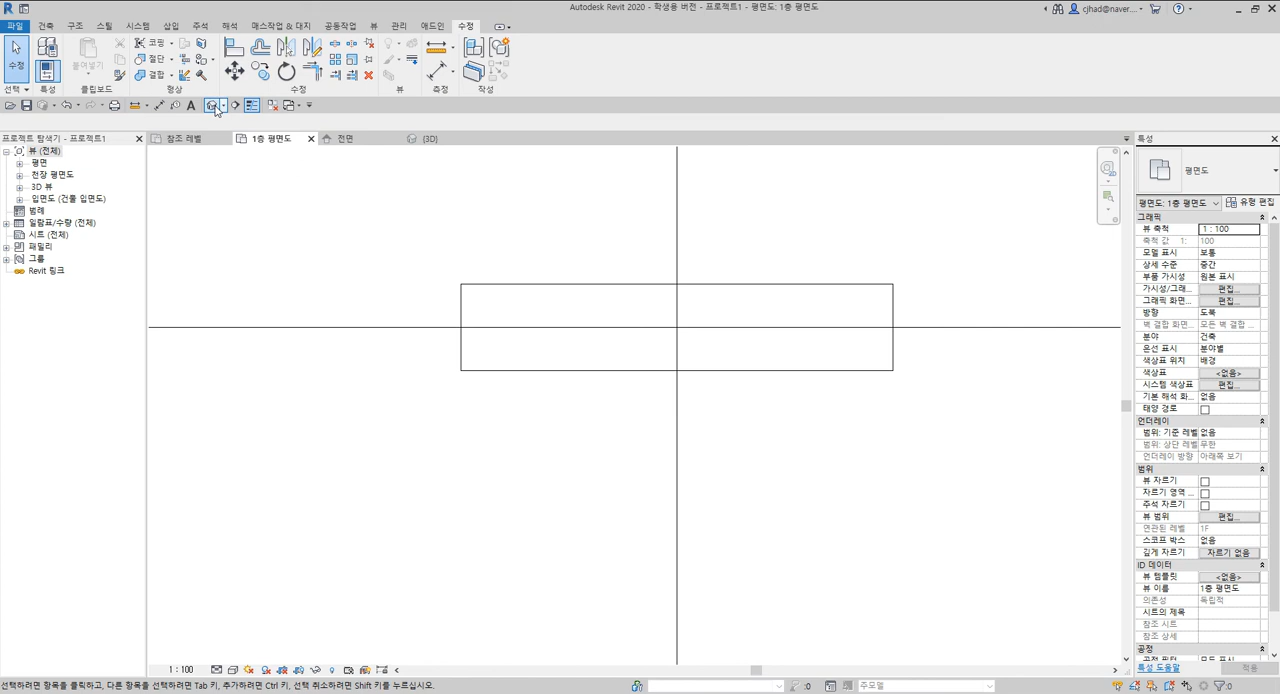 Autodesk Revit 2020 - 학생용 버전 - 프로젝트1 - 평면도: 1층 평면도
cjhad@naver....
파일 건축 구조 스틸 시스템 삽입 주석 해석 매스작업 & 대지 공동작업 뷰 관리 애드인 수정
수정
붙여넣기
코핑
절단
결합
선택 특성 클립보드 형상 수정 뷰 측정 작성
프로젝트 탐색기 - 프로젝트1
뷰 (전체)
평면
천장 평면도
3D 뷰
입면도 (건물 입면도)
범례
일람표/수량 (전체)
시트 (전체)
패밀리
그룹
Revit 링크
참조 레벨 1층 평면도 전면 {3D}
특성
평면도
평면도: 1층 평면도 유형 편집
그래픽
뷰 축척 1 : 100
축척 값 1: 100
모델 표시 보통
상세 수준 중간
부품 가시성 원본 표시
가시성/그래... 편집...
그래픽 화면... 편집...
방향 도북
벽 결합 화면... 모든 벽 결합 ...
분야 건축
은선 표시 분야별
색상표 위치 배경
색상표 <없음>
시스템 색상표 편집...
기본 해석 화... 없음
태양 경로
언더레이
범위: 기준 레벨 없음
범위: 상단 레벨 무한
언더레이 방향 아래쪽 보기
범위
뷰 자르기
자르기 영역 ...
주석 자르기
뷰 범위 편집...
연관된 레벨 1F
스코프 박스 없음
깊게 자르기 자르기 없음
ID 데이터
뷰 템플릿 <없음>
뷰 이름 1층 평면도
의존성 독립적
시트의 제목
참조 시트
참조 상세
공정
공정 필터 모두 표시
특성 도움말 적용
1 : 100
선택하려면 항목을 클릭하고, 다른 항목을 선택하려면 Tab 키, 추가하려면 Ctrl 키, 선택 취소하려면 Shift 키를 누르십시오.
:0 주모델 :0